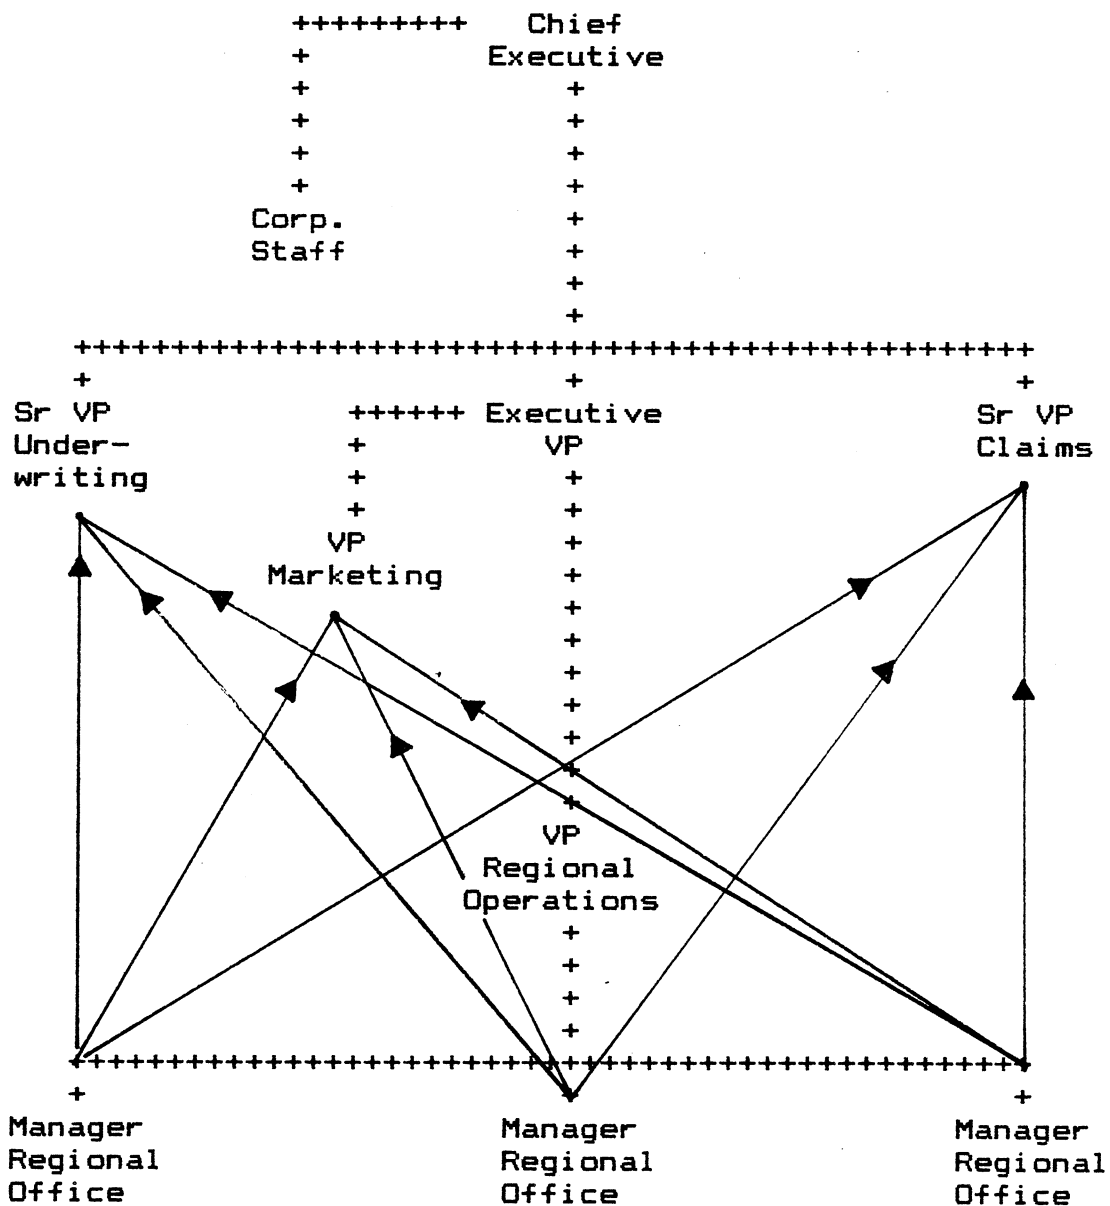 Chief
Executive
Corp.
Staff
Sr VP
Under-
writing
Executive
VP
Sr VP
Claims
VP
Marketing
VP
Regional
Operations
Manager
Regional
Office
Manager
Regional
Office
Manager
Regional
Office